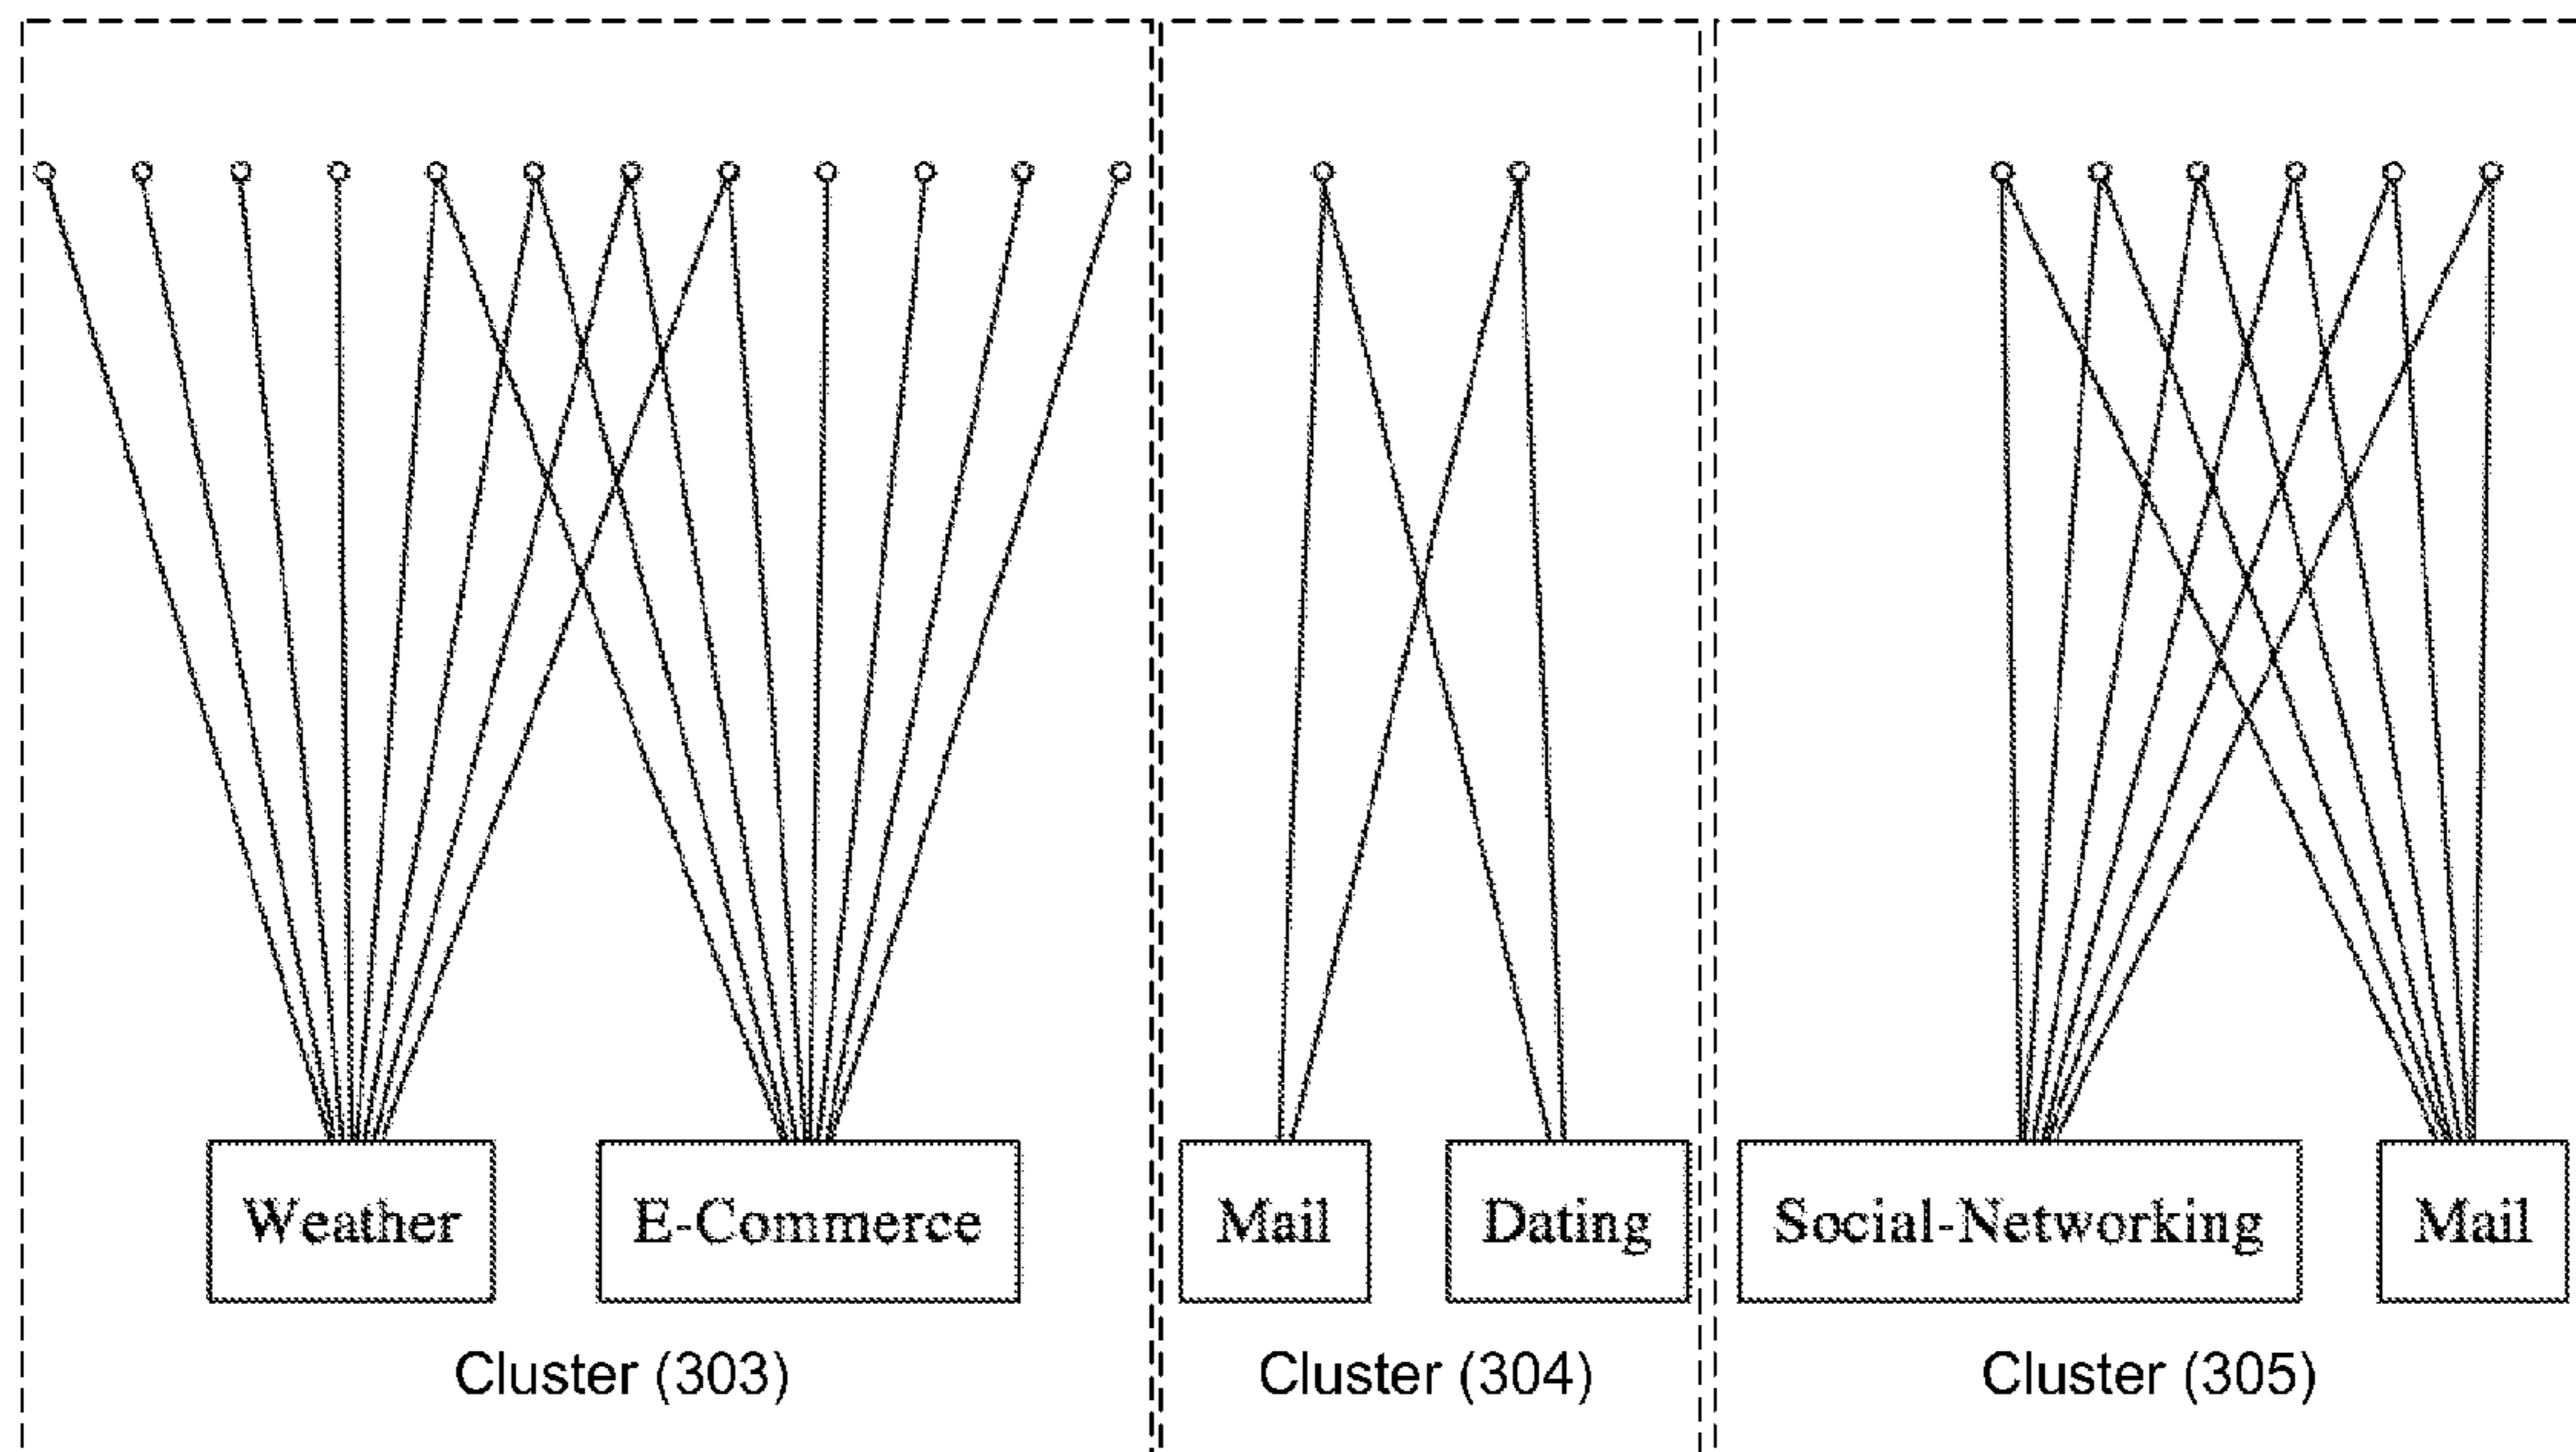 Weather E-Commerce Mail Dating Social-Networking Mail
Cluster (303) Cluster (304) Cluster (305)